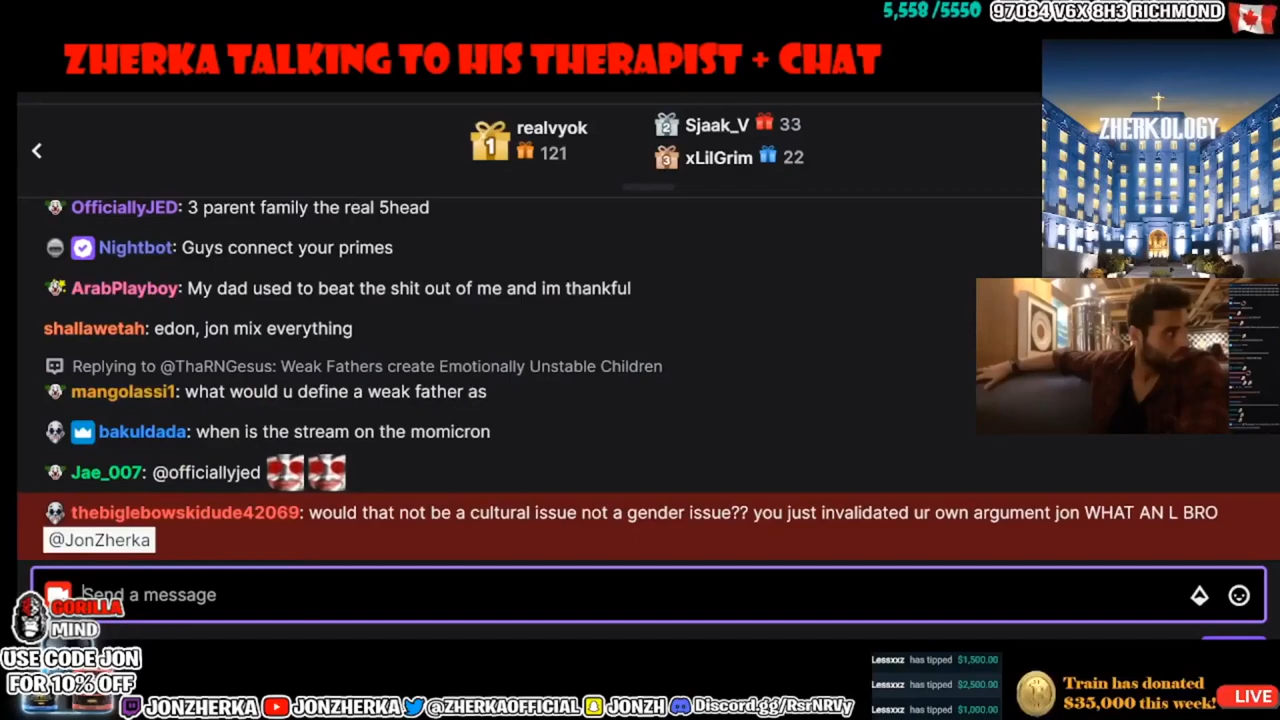 5,558 /5550
97084 V6X 8H3 RICHMOND
ZHERKA TALKING TO HIS THERAPIST + CHAT
ZHERKOLOGY
1 realvyok
121
2 Sjaak_V 33
3 xLilGrim 22
OfficiallyJED: 3 parent family the real 5head
Nightbot: Guys connect your primes
ArabPlayboy: My dad used to beat the shit out of me and im thankful
shallawetah: edon, jon mix everything
Replying to @ThaRNGesus: Weak Fathers create Emotionally Unstable Children
mangolassi1: what would u define a weak father as
bakuldada: when is the stream on the momicron
Jae_007: @officiallyjed
thebiglebowskidude42069: would that not be a cultural issue not a gender issue?? you just invalidated ur own argument jon WHAT AN L BRO
@JonZherka
Send a message
GORILLA
MIND
USE CODE JON
FOR 10% OFF
Lessxxz has tipped $1,500.00
Lessxxz has tipped $2,500.00
Lessxxz has tipped $1,000.00
Train has donated
$35,000 this week!
LIVE
JONZHERKA JONZHERKA @ZHERKAOFFICIAL JONZH Discord.gg/RsrNRVy